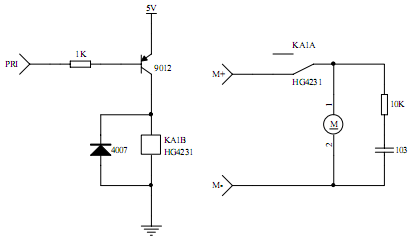 5V
PRI
1K
9012
4007
KA1B
HG4231
KA1A
M+
HG4231
1
M
2
10K
103
M-